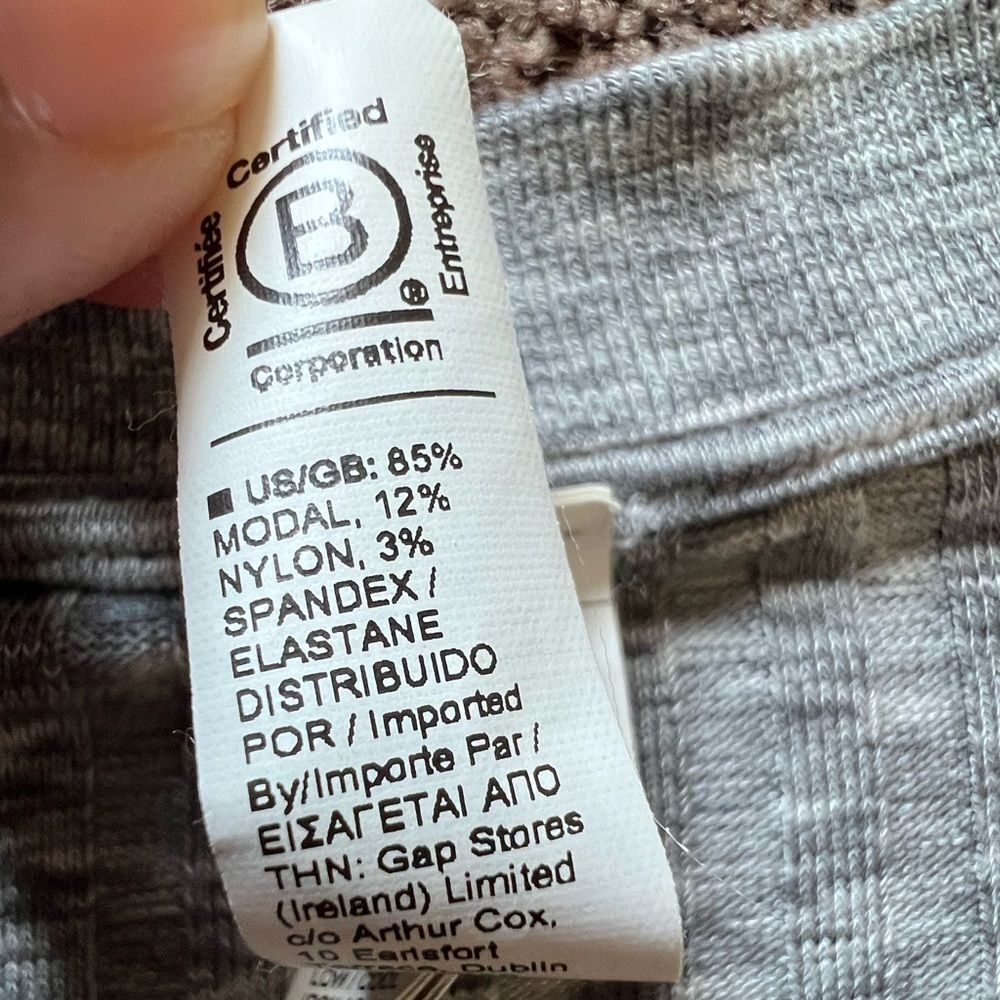 Certified
Certifiée
B
®
Entreprise
Corporation
US/GB: 85%
MODAL, 12%
NYLON, 3%
SPANDEX /
ELASTANE
DISTRIBUIDO
POR / Imported
By/Importe Par /
ΕΙΣΑΓΕΤΑΙ ΑΠΟ
ΤΗΝ: Gap Stores
(Ireland) Limited
c/o Arthur Cox,
10 Earlsfort
Dublin